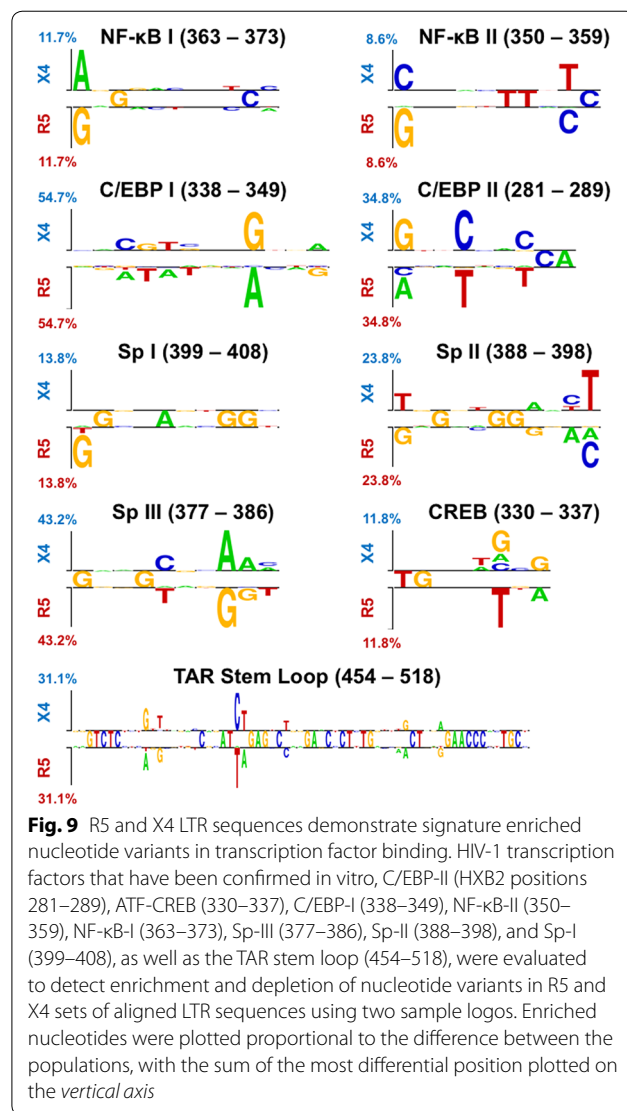 NF-κB I (363 – 373)
11.7%
X4
R5
11.7%
NF-κB II (350 – 359)
8.6%
X4
R5
8.6%
C/EBP I (338 – 349)
54.7%
X4
R5
54.7%
C/EBP II (281 – 289)
34.8%
X4
R5
34.8%
Sp I (399 – 408)
13.8%
X4
R5
13.8%
Sp II (388 – 398)
23.8%
X4
R5
23.8%
Sp III (377 – 386)
43.2%
X4
R5
43.2%
CREB (330 – 337)
11.8%
X4
R5
11.8%
TAR Stem Loop (454 – 518)
31.1%
X4
R5
31.1%
Fig. 9 R5 and X4 LTR sequences demonstrate signature enriched
nucleotide variants in transcription factor binding. HIV-1 transcription
factors that have been confirmed in vitro, C/EBP-II (HXB2 positions
281–289), ATF-CREB (330–337), C/EBP-I (338–349), NF-κB-II (350–
359), NF-κB-I (363–373), Sp-III (377–386), Sp-II (388–398), and Sp-I
(399–408), as well as the TAR stem loop (454–518), were evaluated
to detect enrichment and depletion of nucleotide variants in R5 and
X4 sets of aligned LTR sequences using two sample logos. Enriched
nucleotides were plotted proportional to the difference between the
populations, with the sum of the most differential position plotted on
the vertical axis